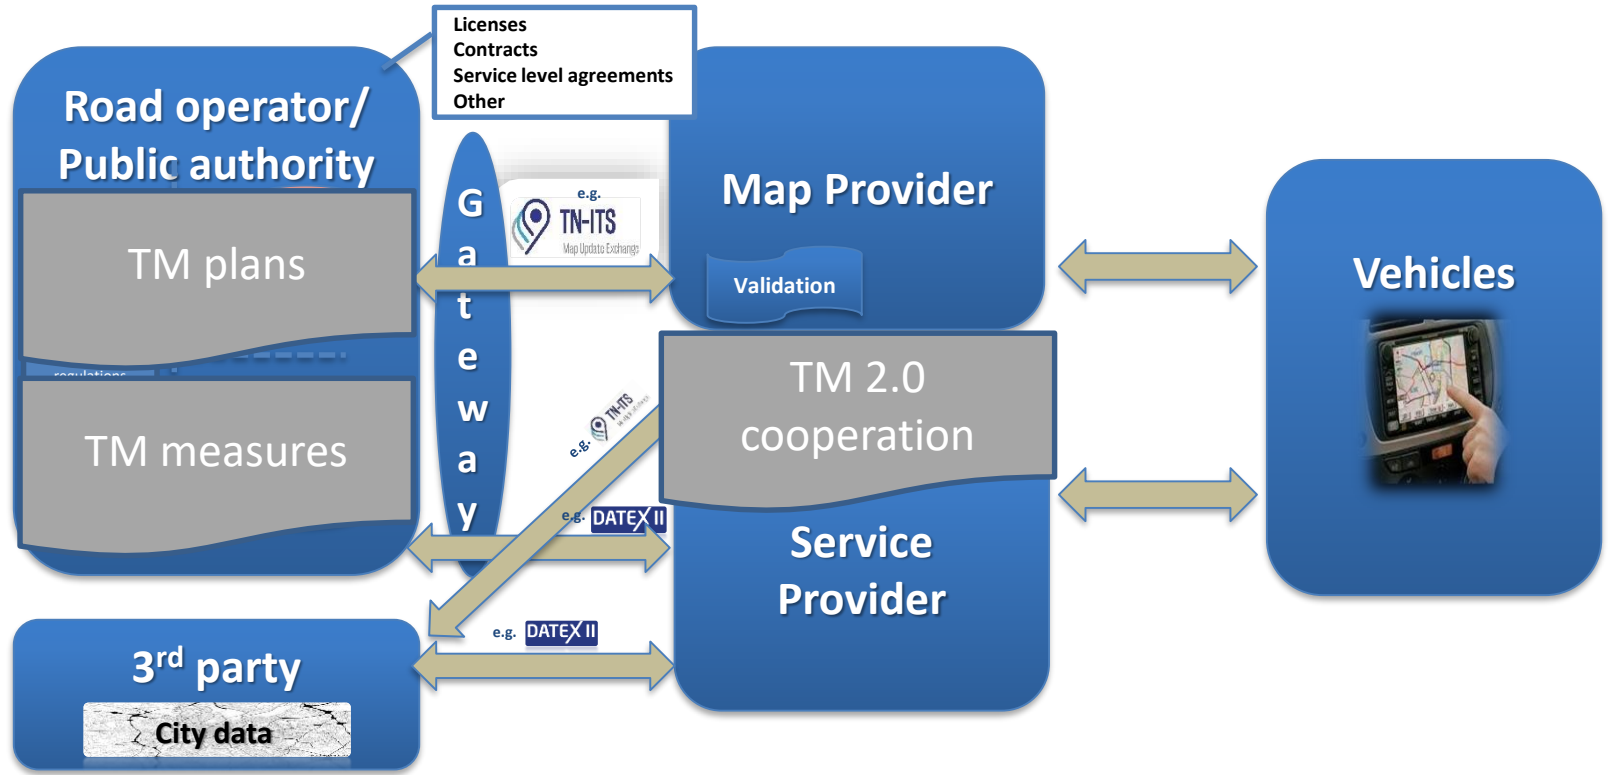 Licenses
Contracts
Service level agreements
Other
Road operator/
Public authority
TM plans
regulations
TM measures
G
a
t
e
w
a
y
e.g.
TN-ITS
Map Update Exchange
Map Provider
Validation
TM 2.0
cooperation
e.g. TN-ITS
e.g. DATEX II
Service
Provider
Vehicles
3rd party
City data
e.g. DATEX II